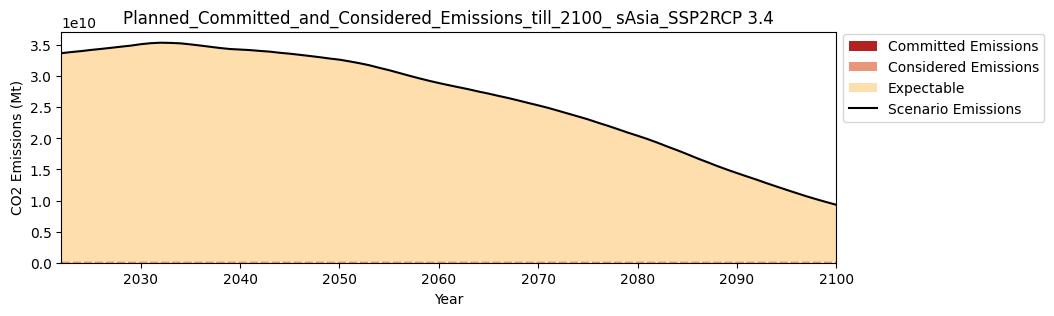 Planned_Committed_and_Considered_Emissions_till_2100_ sAsia_SSP2RCP 3.4
1e10
3.5
3.0
2.5
2.0
1.5
1.0
0.5
0.0
CO2 Emissions (Mt)
2030 2040 2050 2060 2070 2080 2090 2100
Year
Committed Emissions
Considered Emissions
Expectable
Scenario Emissions